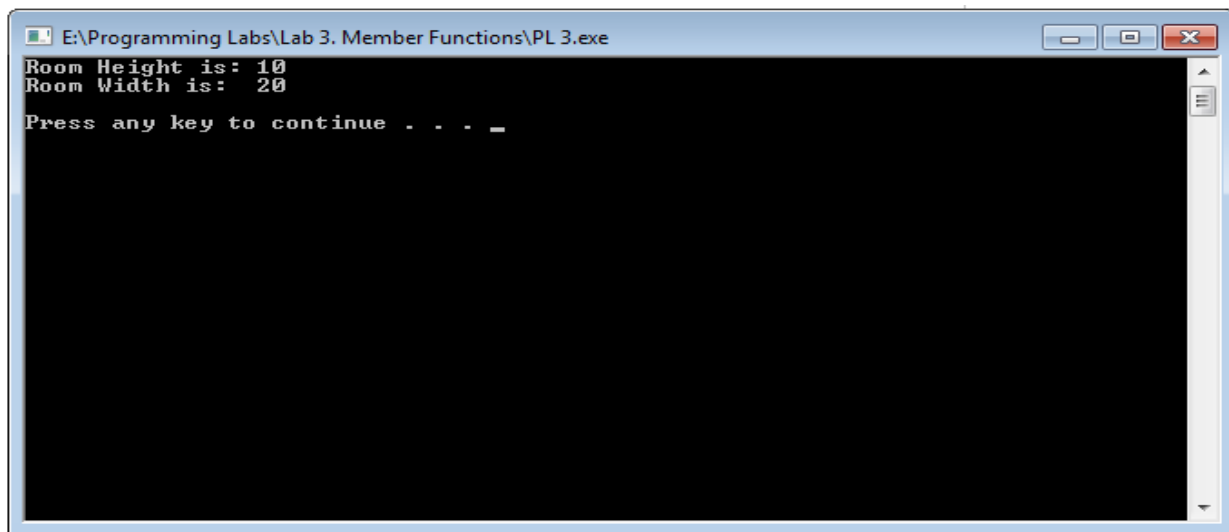 E:\Programming Labs\Lab 3. Member Functions\PL 3.exe
Room Height is: 10
Room Width is:  20
Press any key to continue . . . _